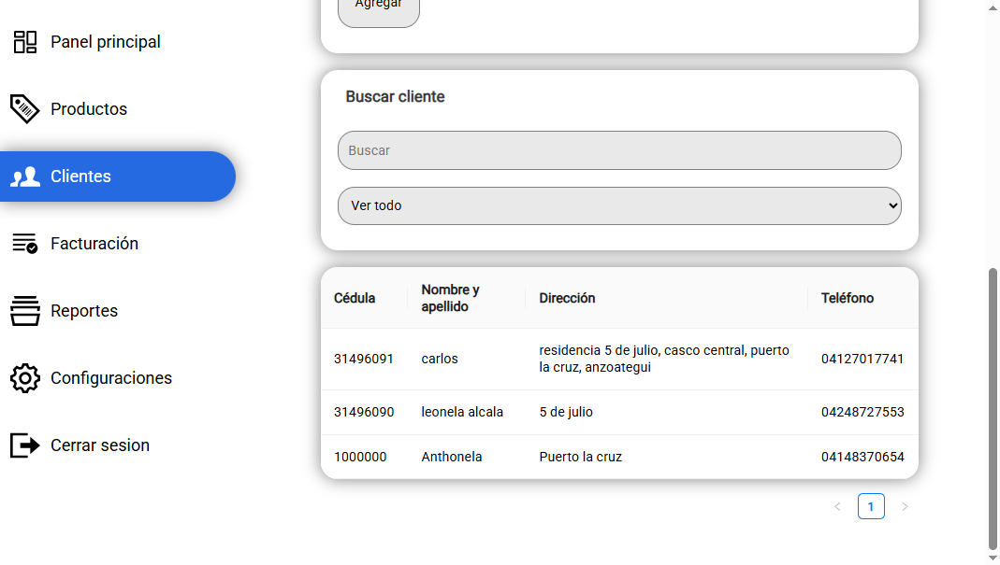 Agregar
Panel principal
Productos
Clientes
Facturación
Reportes
Configuraciones
Cerrar sesion
Buscar cliente
Buscar
Ver todo
Cédula Nombre y apellido Dirección Teléfono
31496091 carlos residencia 5 de julio, casco central, puerto la cruz, anzoategui 04127017741
31496090 leonela alcala 5 de julio 04248727553
1000000 Anthonela Puerto la cruz 04148370654
< 1 >